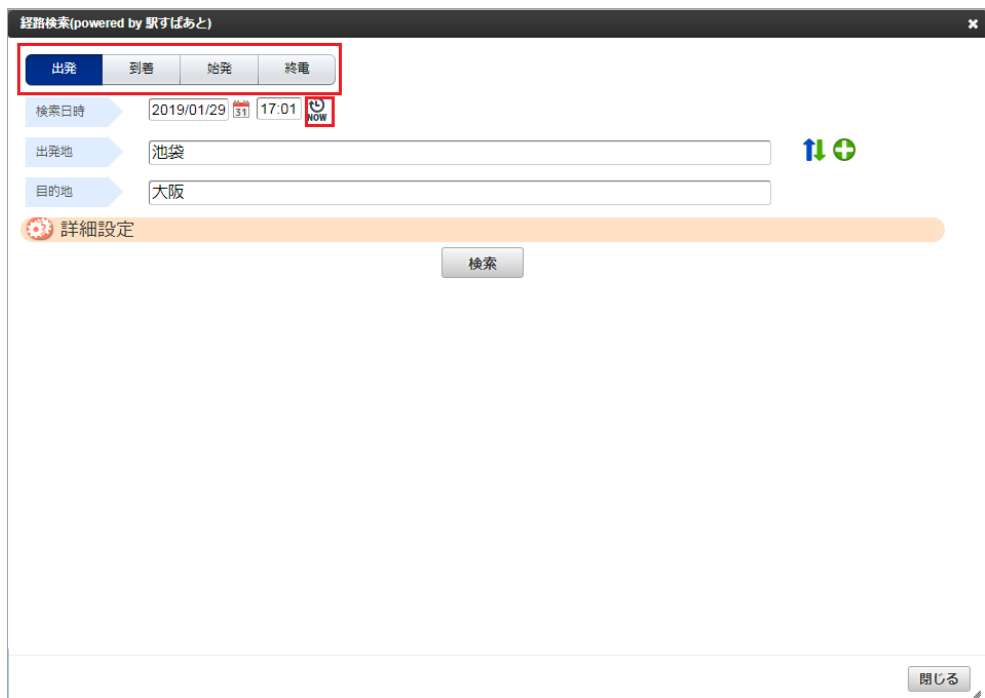 経路検索(powered by 駅すぱあと)
出発 到着 始発 終電
検索日時 2019/01/29 31 17:01 NOW
出発地 池袋
目的地 大阪
詳細設定
検索
閉じる